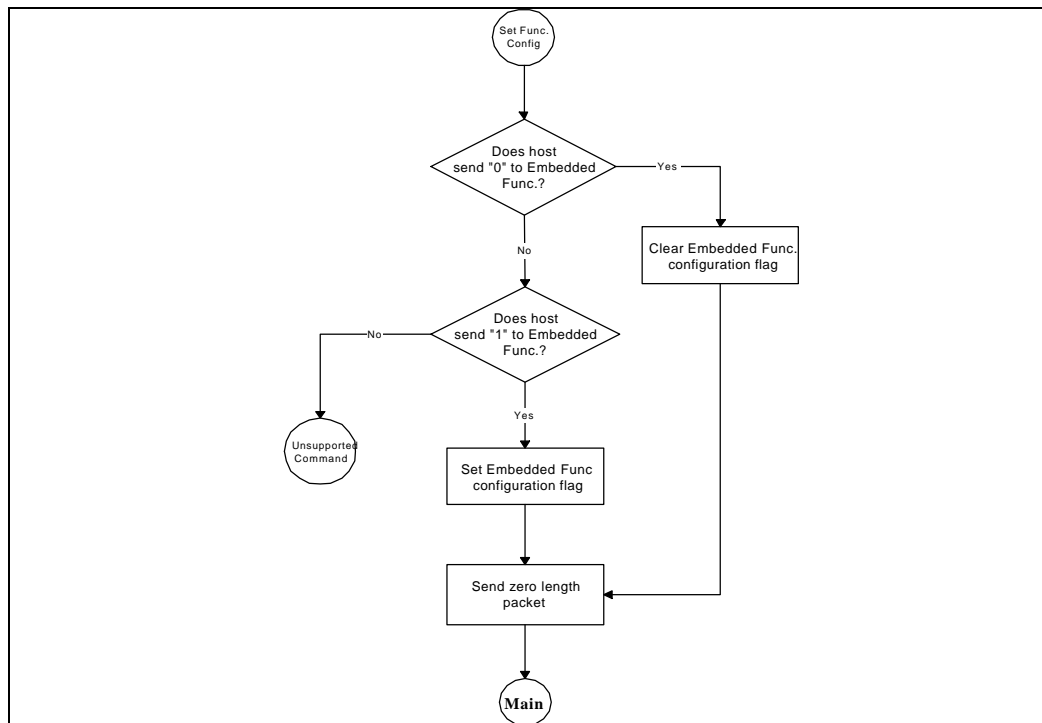 Set Func.
Config
Does host
send "0" to Embedded
Func.?
Yes
Clear Embedded Func.
configuration flag
No
Does host
send "1" to Embedded
Func.?
No
Unsupported
Command
Yes
Set Embedded Func
configuration flag
Send zero length
packet
Main